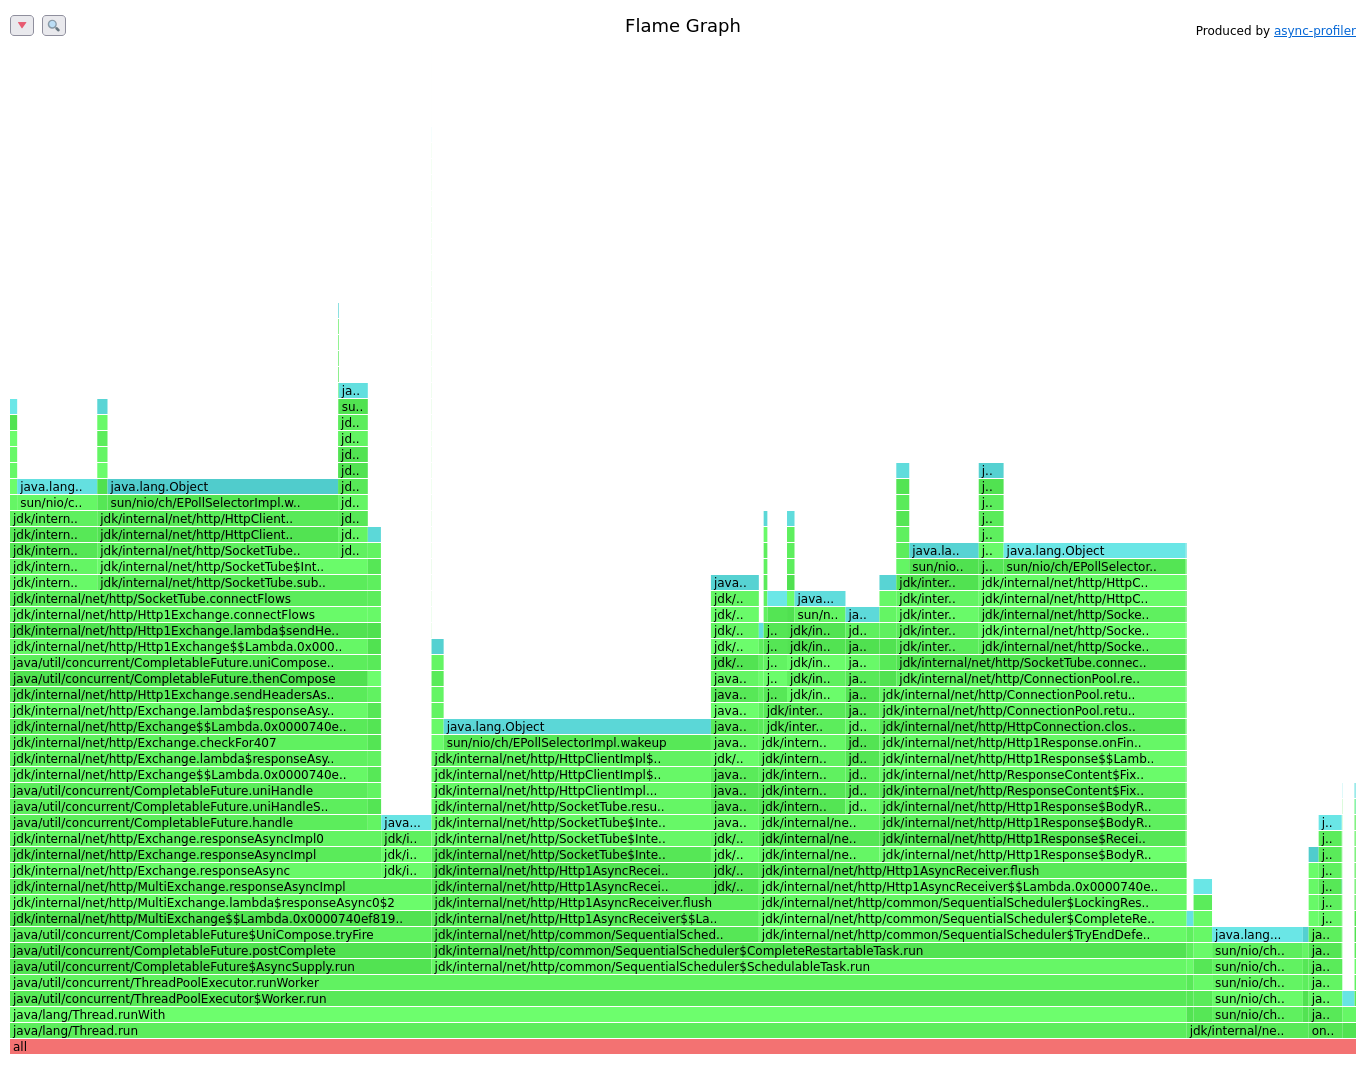 Flame Graph
Produced by async-profiler
ja..
su..
jd..
jd..
jd..
jd.. j..
java.lang.. java.lang.Object jd.. j..
sun/nio/c.. sun/nio/ch/EPollSelectorImpl.w.. jd.. j..
jdk/intern.. jdk/internal/net/http/HttpClient.. jd.. j..
jdk/intern.. jdk/internal/net/http/HttpClient.. jd.. j..
jdk/intern.. jdk/internal/net/http/SocketTube.. jd.. java.la.. j.. java.lang.Object
jdk/intern.. jdk/internal/net/http/SocketTube$Int.. sun/nio.. j.. sun/nio/ch/EPollSelector..
jdk/intern.. jdk/internal/net/http/SocketTube.sub.. java.. jdk/inter.. jdk/internal/net/http/HttpC..
jdk/internal/net/http/SocketTube.connectFlows jdk/.. java... jdk/inter.. jdk/internal/net/http/HttpC..
jdk/internal/net/http/Http1Exchange.connectFlows jdk/.. sun/n.. ja.. jdk/inter.. jdk/internal/net/http/Socke..
jdk/internal/net/http/Http1Exchange.lambda$sendHe.. jdk/.. j.. jdk/in.. jd.. jdk/inter.. jdk/internal/net/http/Socke..
jdk/internal/net/http/Http1Exchange$$Lambda.0x000.. jdk/.. j.. jdk/in.. ja.. jdk/inter.. jdk/internal/net/http/Socke..
java/util/concurrent/CompletableFuture.uniCompose.. jdk/.. j.. jdk/in.. ja.. jdk/internal/net/http/SocketTube.connec..
java/util/concurrent/CompletableFuture.thenCompose java.. j.. jdk/in.. ja.. jdk/internal/net/http/ConnectionPool.re..
jdk/internal/net/http/Http1Exchange.sendHeadersAs.. java.. j.. jdk/in.. ja.. jdk/internal/net/http/ConnectionPool.retu..
jdk/internal/net/http/Exchange.lambda$responseAsy.. java.. jdk/inter.. ja.. jdk/internal/net/http/ConnectionPool.retu..
jdk/internal/net/http/Exchange$$Lambda.0x0000740e.. java.lang.Object java.. jdk/inter.. jd.. jdk/internal/net/http/HttpConnection.clos..
jdk/internal/net/http/Exchange.checkFor407 sun/nio/ch/EPollSelectorImpl.wakeup java.. jdk/intern.. jd.. jdk/internal/net/http/Http1Response.onFin..
jdk/internal/net/http/Exchange.lambda$responseAsy.. jdk/internal/net/http/HttpClientImpl$.. jdk/.. jdk/intern.. jd.. jdk/internal/net/http/Http1Response$$Lamb..
jdk/internal/net/http/Exchange$$Lambda.0x0000740e.. jdk/internal/net/http/HttpClientImpl$.. java.. jdk/intern.. jd.. jdk/internal/net/http/ResponseContent$Fix..
java/util/concurrent/CompletableFuture.uniHandle jdk/internal/net/http/HttpClientImpl... java.. jdk/intern.. jd.. jdk/internal/net/http/ResponseContent$Fix..
java/util/concurrent/CompletableFuture.uniHandleS.. jdk/internal/net/http/SocketTube.resu.. java.. jdk/intern.. jd.. jdk/internal/net/http/Http1Response$BodyR..
java/util/concurrent/CompletableFuture.handle java... jdk/internal/net/http/SocketTube$Inte.. java.. jdk/internal/ne.. jdk/internal/net/http/Http1Response$BodyR.. j..
jdk/internal/net/http/Exchange.responseAsyncImpl0 jdk/i.. jdk/internal/net/http/SocketTube$Inte.. jdk/.. jdk/internal/ne.. jdk/internal/net/http/Http1Response$Recei.. j..
jdk/internal/net/http/Exchange.responseAsyncImpl jdk/i.. jdk/internal/net/http/SocketTube$Inte.. jdk/.. jdk/internal/ne.. jdk/internal/net/http/Http1Response$BodyR.. j..
jdk/internal/net/http/Exchange.responseAsync jdk/i.. jdk/internal/net/http/Http1AsyncRecei.. jdk/.. jdk/internal/net/http/Http1AsyncReceiver.flush j..
jdk/internal/net/http/MultiExchange.responseAsyncImpl jdk/internal/net/http/Http1AsyncRecei.. jdk/.. jdk/internal/net/http/Http1AsyncReceiver$$Lambda.0x0000740e.. j..
jdk/internal/net/http/MultiExchange.lambda$responseAsync0$2 jdk/internal/net/http/Http1AsyncReceiver.flush jdk/internal/net/http/common/SequentialScheduler$LockingRes.. j..
jdk/internal/net/http/MultiExchange$$Lambda.0x0000740ef819.. jdk/internal/net/http/Http1AsyncReceiver$$La.. jdk/internal/net/http/common/SequentialScheduler$CompleteRe.. j..
java/util/concurrent/CompletableFuture$UniCompose.tryFire jdk/internal/net/http/common/SequentialSched.. jdk/internal/net/http/common/SequentialScheduler$TryEndDefe.. java.lang... ja..
java/util/concurrent/CompletableFuture.postComplete jdk/internal/net/http/common/SequentialScheduler$CompleteRestartableTask.run sun/nio/ch.. ja..
java/util/concurrent/CompletableFuture$AsyncSupply.run jdk/internal/net/http/common/SequentialScheduler$SchedulableTask.run sun/nio/ch.. ja..
java/util/concurrent/ThreadPoolExecutor.runWorker sun/nio/ch.. ja..
java/util/concurrent/ThreadPoolExecutor$Worker.run sun/nio/ch.. ja..
java/lang/Thread.runWith sun/nio/ch.. ja..
java/lang/Thread.run jdk/internal/ne.. on..
all